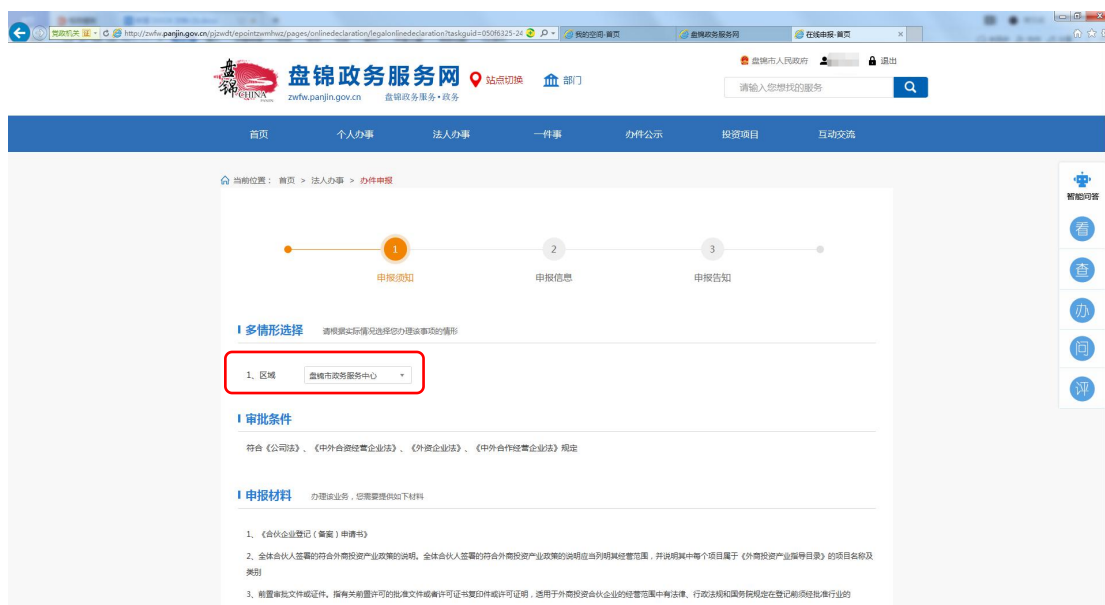 党政机关
http://zwfw.panjin.gov.cn/pjzwdt/epointzwmhwz/pages/onlinedeclaration/legalonlinedeclaration?taskguid=050f6325-24
我的空间-首页
盘锦政务服务网
在线申报-首页
盘锦
CHINA
盘锦政务服务网
站点切换
部门
盘锦市人民政府
退出
zwfw.panjin.gov.cn
盘锦政务服务·政务
请输入您想找的服务
首页
个人办事
法人办事
一件事
办件公示
投资项目
互动交流
当前位置： 首页 > 法人办事 > 办件申报
智能问答
看
查
办
问
评
1
2
3
申报须知
申报信息
申报告知
多情形选择 请根据实际情况选择您办理该事项的情形
1、区域 盘锦市政务服务中心
审批条件
符合《公司法》、《中外合资经营企业法》、《外资企业法》、《中外合作经营企业法》规定
申报材料 办理该业务，您需要提供如下材料
1、《合伙企业登记（备案）申请书》
2、全体合伙人签署的符合外商投资产业政策的说明。全体合伙人签署的符合外商投资产业政策的说明应当列明其经营范围，并说明其中每个项目属于《外商投资产业指导目录》的项目名称及
类别
3、前置审批文件或证件。指有关前置许可的批准文件或者许可证书复印件或许可证明，适用于外商投资合伙企业的经营范围中有法律、行政法规和国务院规定在登记前须经批准行业的